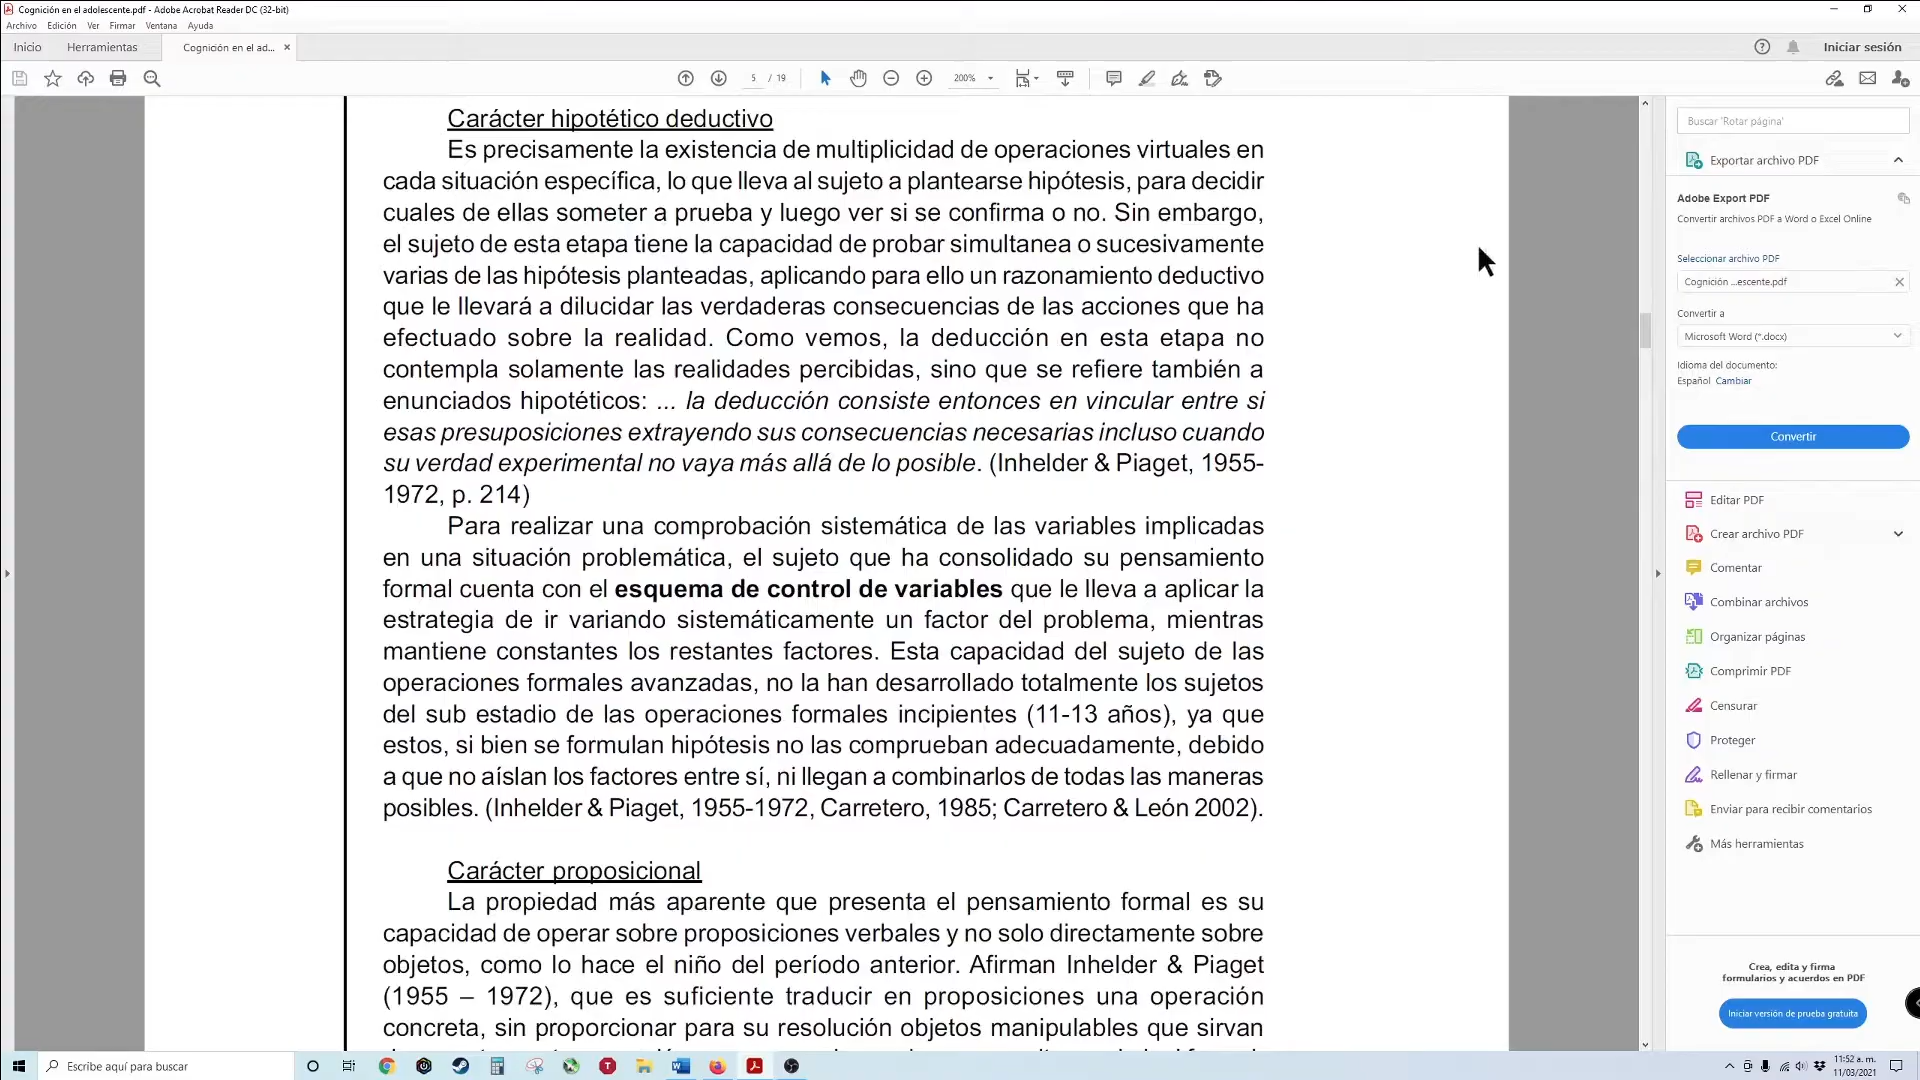 Cognición en el adolescente.pdf - Adobe Acrobat Reader DC (32-bit)
Archivo Edición Ver Firmar Ventana Ayuda
Inicio Herramientas Cognición en el ad... × Iniciar sesión
5 / 19 200%
Carácter hipotético deductivo
Es precisamente la existencia de multiplicidad de operaciones virtuales en
cada situación específica, lo que lleva al sujeto a plantearse hipótesis, para decidir
cuales de ellas someter a prueba y luego ver si se confirma o no. Sin embargo,
el sujeto de esta etapa tiene la capacidad de probar simultanea o sucesivamente
varias de las hipótesis planteadas, aplicando para ello un razonamiento deductivo
que le llevará a dilucidar las verdaderas consecuencias de las acciones que ha
efectuado sobre la realidad. Como vemos, la deducción en esta etapa no
contempla solamente las realidades percibidas, sino que se refiere también a
enunciados hipotéticos: ... la deducción consiste entonces en vincular entre si
esas presuposiciones extrayendo sus consecuencias necesarias incluso cuando
su verdad experimental no vaya más allá de lo posible. (Inhelder & Piaget, 1955-
1972, p. 214)
Para realizar una comprobación sistemática de las variables implicadas
en una situación problemática, el sujeto que ha consolidado su pensamiento
formal cuenta con el esquema de control de variables que le lleva a aplicar la
estrategia de ir variando sistemáticamente un factor del problema, mientras
mantiene constantes los restantes factores. Esta capacidad del sujeto de las
operaciones formales avanzadas, no la han desarrollado totalmente los sujetos
del sub estadio de las operaciones formales incipientes (11-13 años), ya que
estos, si bien se formulan hipótesis no las comprueban adecuadamente, debido
a que no aíslan los factores entre sí, ni llegan a combinarlos de todas las maneras
posibles. (Inhelder & Piaget, 1955-1972, Carretero, 1985; Carretero & León 2002).
Carácter proposicional
La propiedad más aparente que presenta el pensamiento formal es su
capacidad de operar sobre proposiciones verbales y no solo directamente sobre
objetos, como lo hace el niño del período anterior. Afirman Inhelder & Piaget
(1955 – 1972), que es suficiente traducir en proposiciones una operación
concreta, sin proporcionar para su resolución objetos manipulables que sirvan
Buscar 'Rotar página'
Exportar archivo PDF
Adobe Export PDF
Convertir archivos PDF a Word o Excel Online
Seleccionar archivo PDF
Cognición ...escente.pdf
Convertir a
Microsoft Word (*.docx)
Idioma del documento:
Español Cambiar
Convertir
Editar PDF
Crear archivo PDF
Comentar
Combinar archivos
Organizar páginas
Comprimir PDF
Censurar
Proteger
Rellenar y firmar
Enviar para recibir comentarios
Más herramientas
Crea, edita y firma
formularios y acuerdos en PDF
Iniciar versión de prueba gratuita
Escribe aquí para buscar
11:52 a. m.
11/03/2021